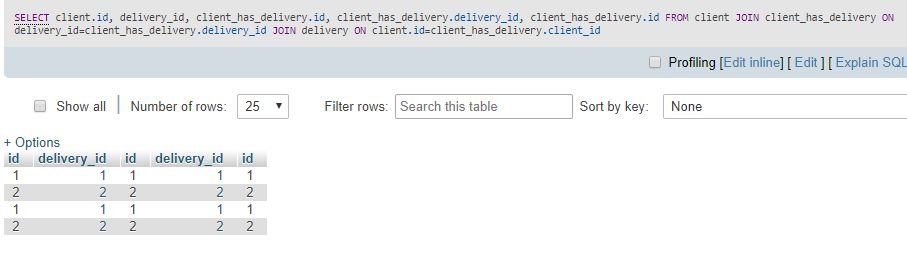 SELECT client.id, delivery_id, client_has_delivery.id, client_has_delivery.delivery_id, client_has_delivery.id FROM client JOIN client_has_delivery ON
delivery_id=client_has_delivery.delivery_id JOIN delivery ON client.id=client_has_delivery.client_id
Profiling [Edit inline] [ Edit ] [ Explain SQL
Show all Number of rows: 25 Filter rows: Search this table Sort by key: None
+ Options
id delivery_id id delivery_id id
1 1 1 1 1
2 2 2 2 2
1 1 1 1 1
2 2 2 2 2